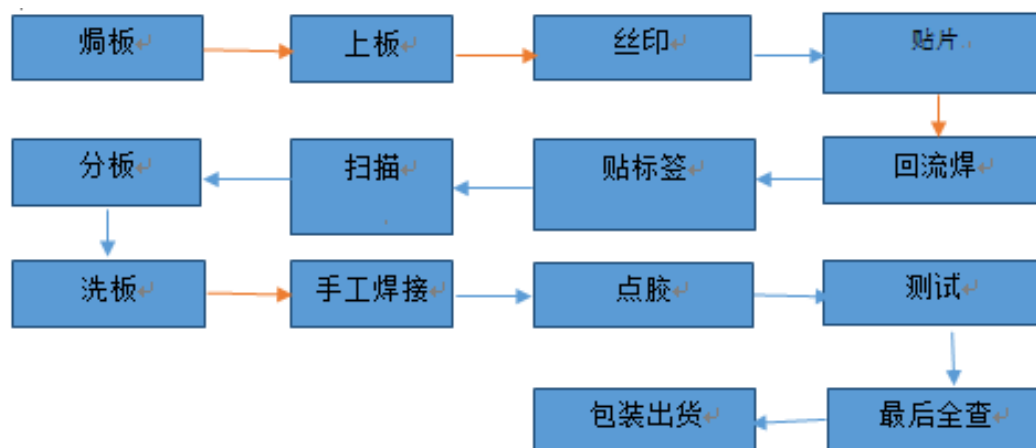 焗板
上板
丝印
贴片
分板
扫描
贴标签
回流焊
洗板
手工焊接
点胶
测试
包装出货
最后全查